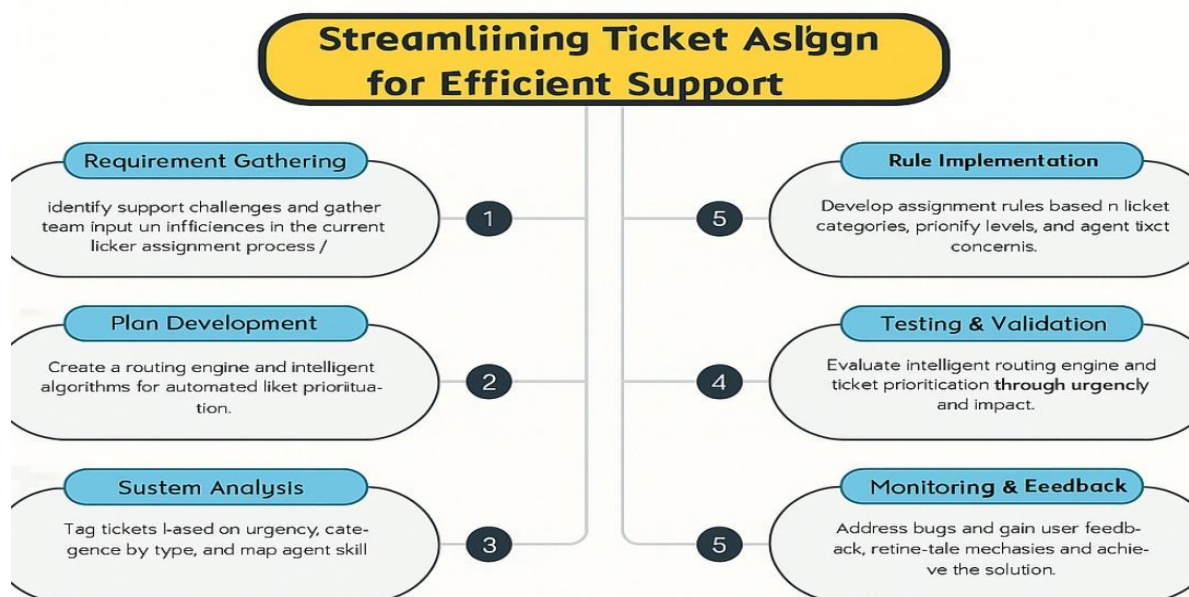 Streamliining Ticket Aslggn
for Efficient Support
Requirement Gathering
identify support challenges and gather
team input un infficiences in the current
licker assignment process /
1
Plan Development
Create a routing engine and intelligent
algorithms for automated liket prioriitua-
tion.
2
Sustem Analysis
Tag tickets l-ased on urgency, cate-
gence by type, and map agent skill
3
Rule Implementation
Develop assignment rules based n licket
categories, prionify levels, and agent tixct
concernis.
5
Testing & Validation
Evaluate intelligent routing engine and
ticket prioritication through urgencly
and impact.
4
Monitoring & Eeedback
Address bugs and gain user feedb-
ack, retine-tale mechasies and achie-
ve the solution.
5